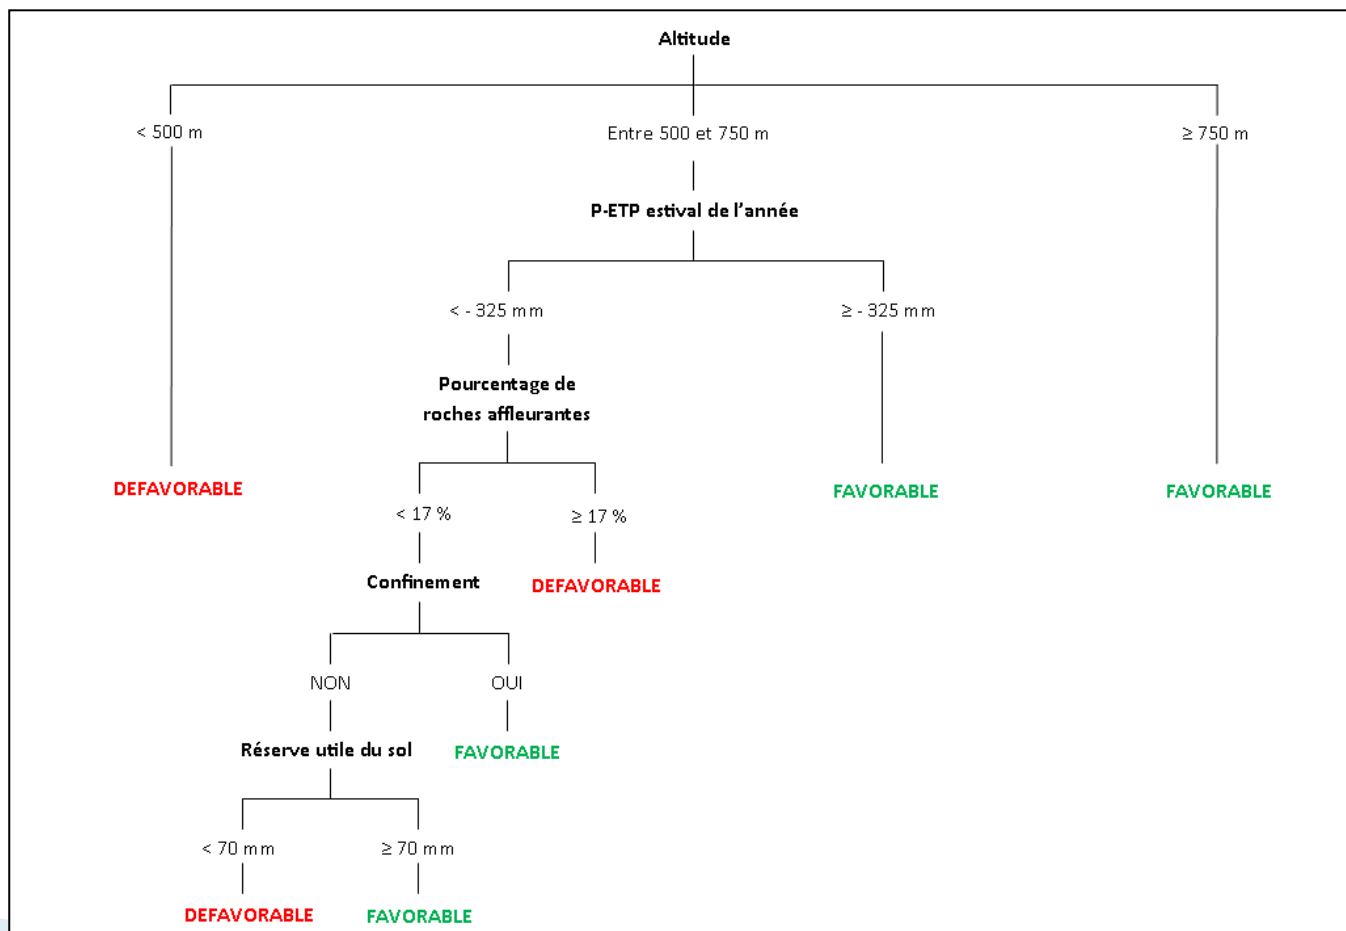 Altitude
< 500 m
Entre 500 et 750 m
≥ 750 m
P-ETP estival de l'année
< - 325 mm
≥ - 325 mm
Pourcentage de
roches affleurantes
DEFAVORABLE
FAVORABLE
FAVORABLE
< 17 %
≥ 17 %
Confinement
DEFAVORABLE
NON
OUI
Réserve utile du sol
FAVORABLE
< 70 mm
≥ 70 mm
DEFAVORABLE
FAVORABLE